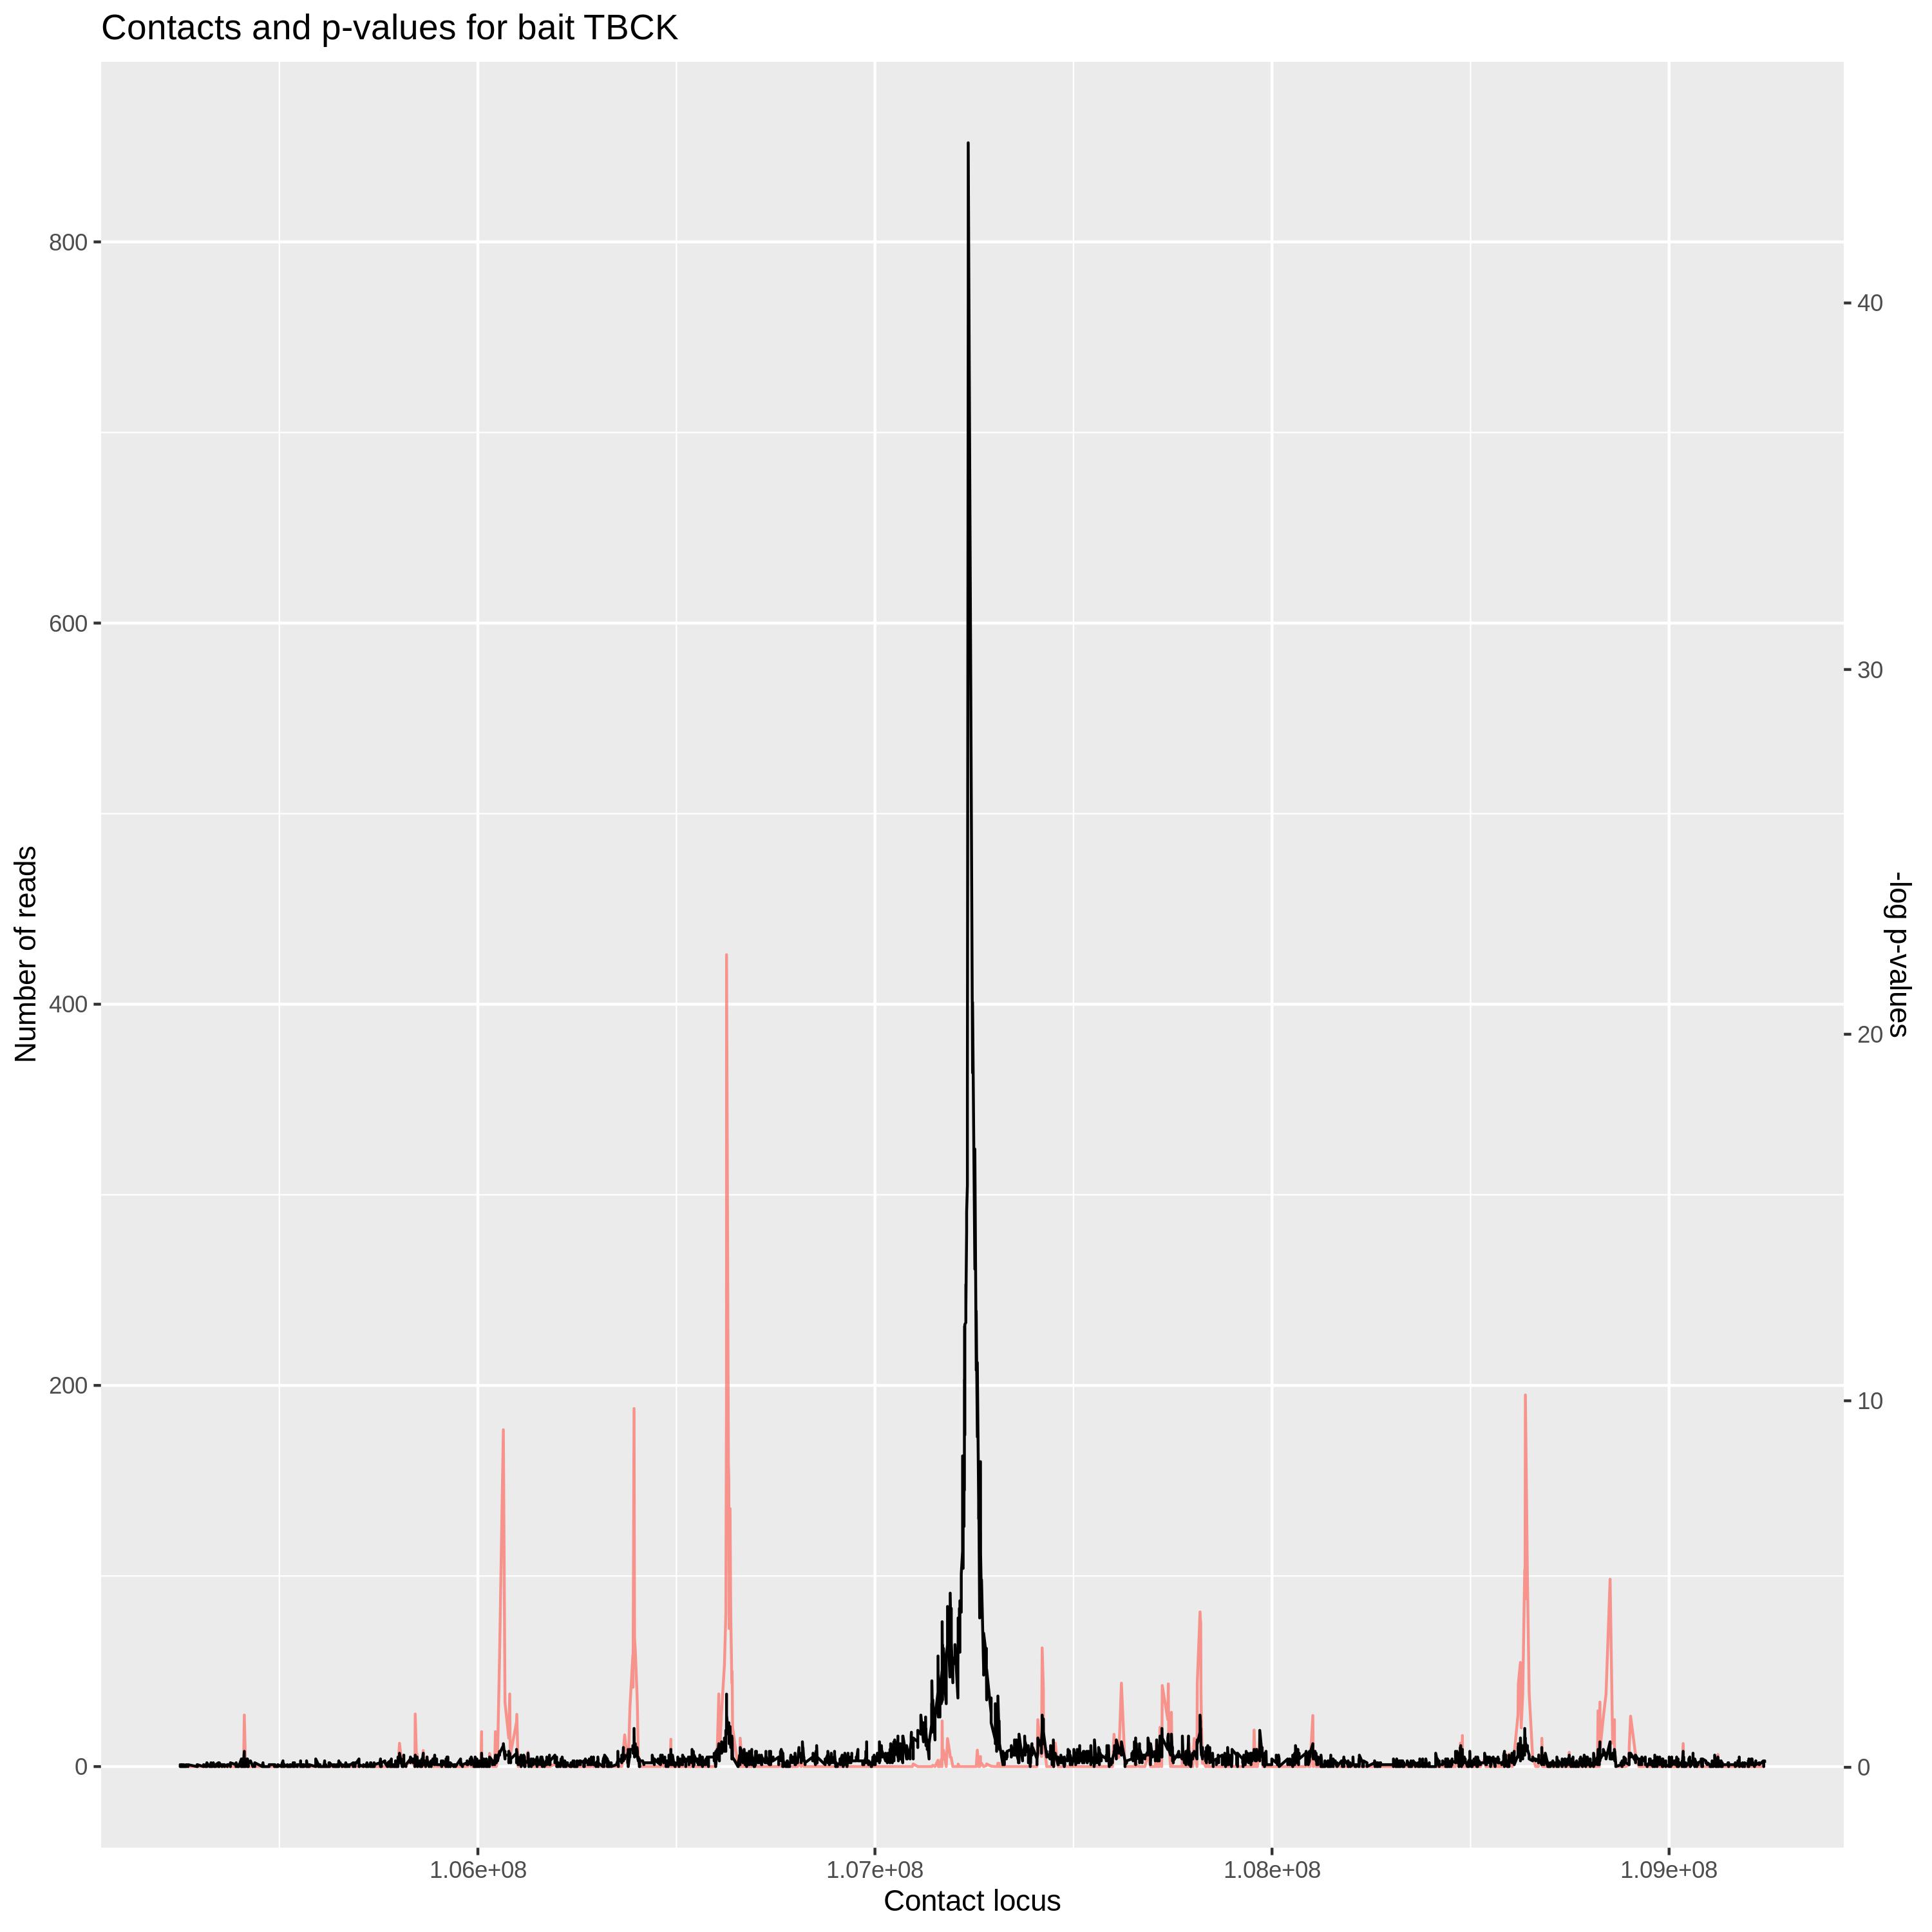 Contacts and p-values for bait TBCK
800
600
400
200
0
Number of reads
40
30
20
10
0
-log p-values
1.06e+08
1.07e+08
1.08e+08
1.09e+08
Contact locus